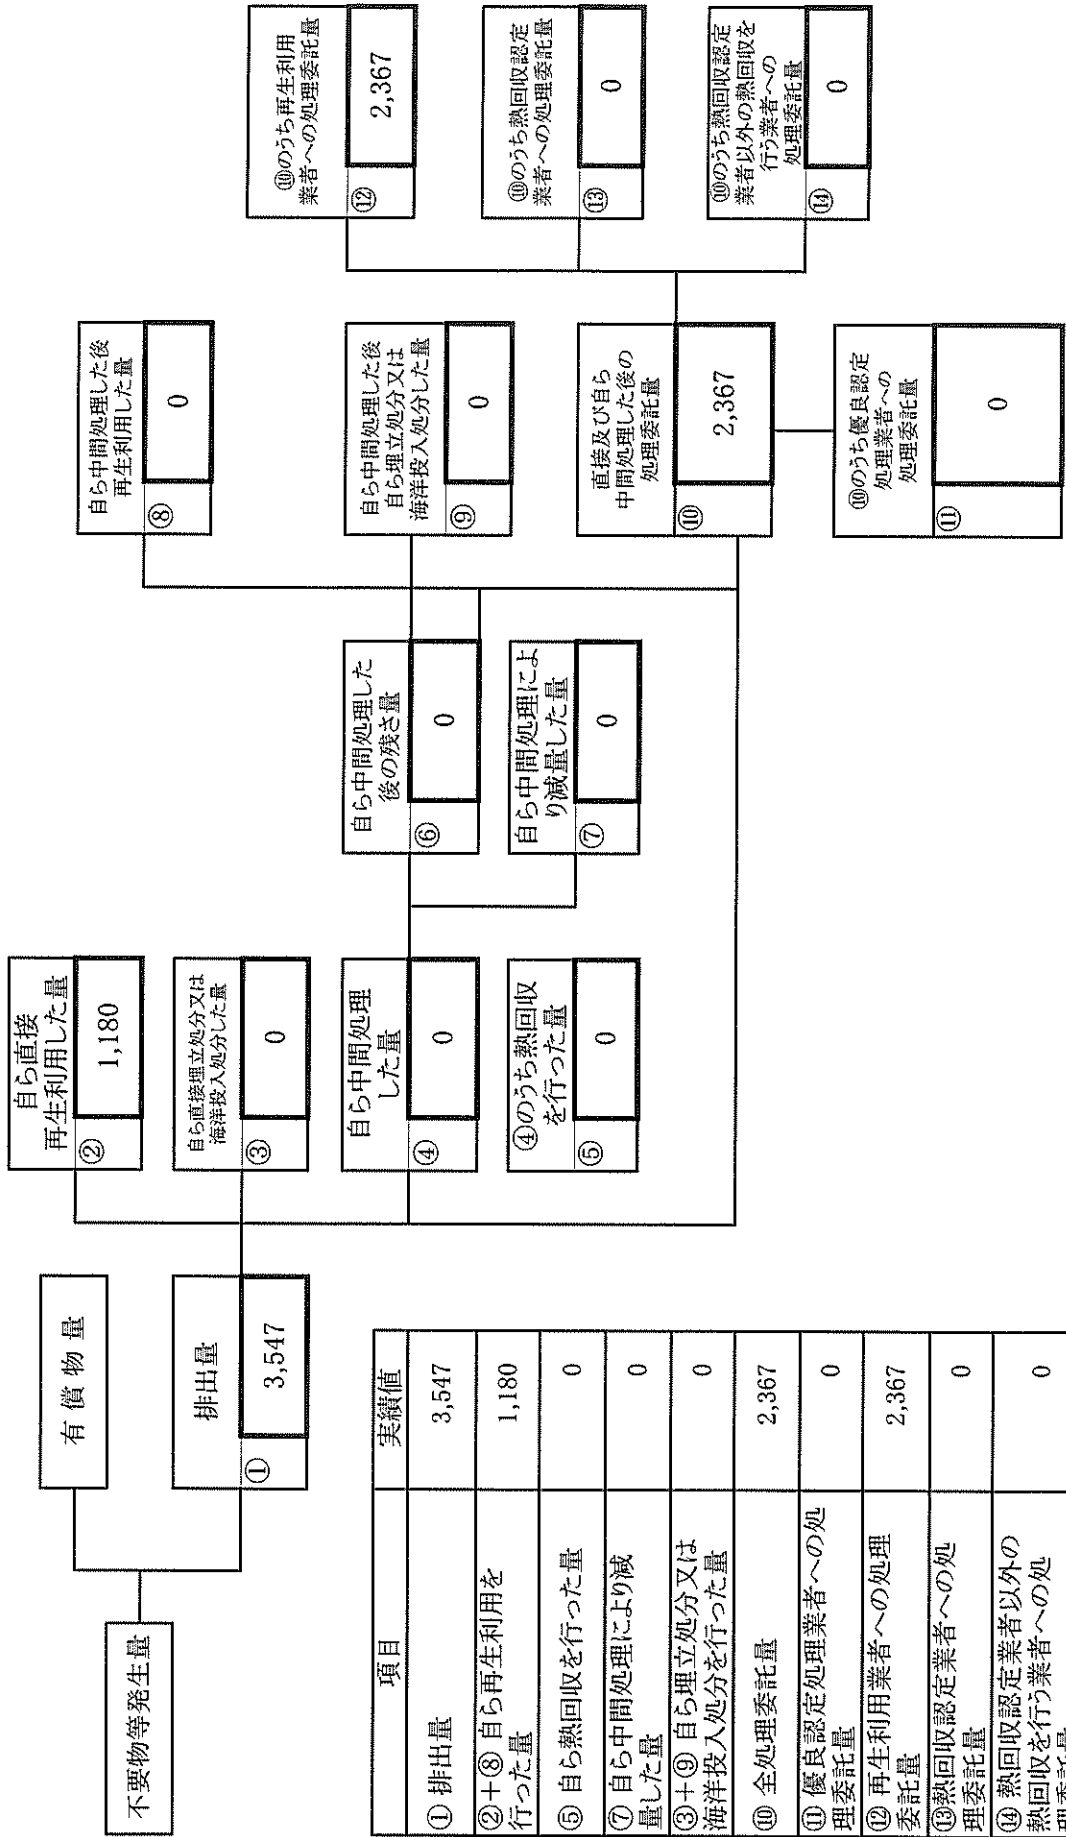 不要物等発生量
有償物量
排出量
① 3,547
自ら直接
再生利用した量
② 1,180
自ら直接埋立処分又は
海洋投入処分した量
③ 0
自ら中間処理
した量
④ 0
④のうち熱回収
を行った量
⑤ 0
自ら中間処理した
後の残さ量
⑥ 0
自ら中間処理によ
り減量した量
⑦ 0
自ら中間処理した後
再生利用した量
⑧ 0
自ら中間処理した後
自ら埋立処分又は
海洋投入処分した量
⑨ 0
直接及び自ら
中間処理した後の
処理委託量
⑩ 2,367
⑩のうち優良認定
処理業者への
処理委託量
⑪ 0
⑩のうち再生利用
業者への処理委託量
⑫ 2,367
⑩のうち熱回収認定
業者への処理委託量
⑬ 0
⑩のうち熱回収認定
業者以外の熱回収を
行う業者への
処理委託量
⑭ 0
項目 実績値
① 排出量 3,547
②+⑧ 自ら再生利用を
行った量 1,180
⑤ 自ら熱回収を行った量 0
⑦ 自ら中間処理により減
量した量 0
③+⑨ 自ら埋立処分又は
海洋投入処分を行った量 0
⑩ 全処理委託量 2,367
⑪ 優良認定処理業者への処
理委託量 0
⑫ 再生利用業者への処理
委託量 2,367
⑬熱回収認定業者への処
理委託量 0
⑭ 熱回収認定業者以外の
熱回収を行う業者への処
理委託量 0